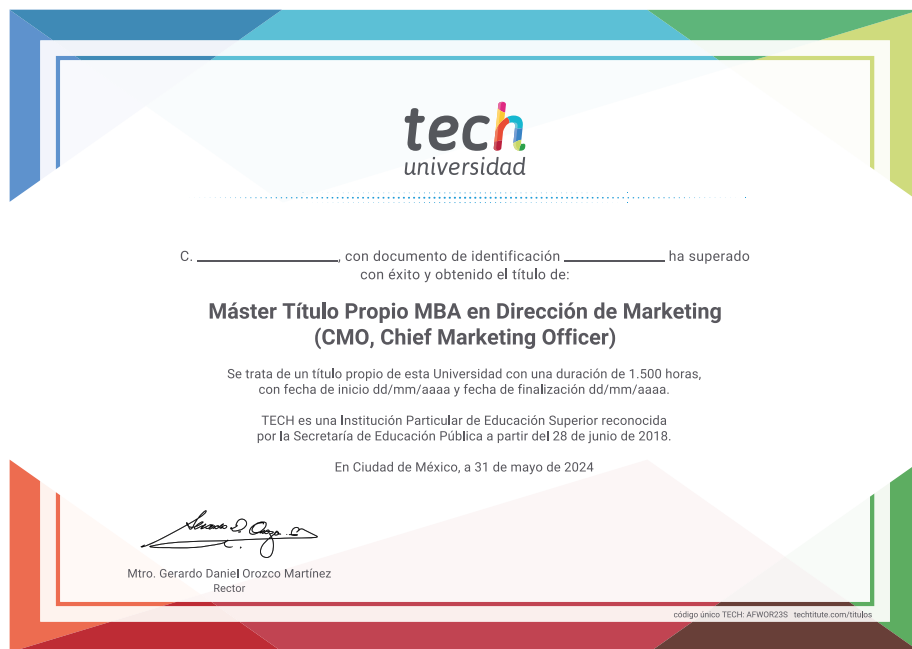 tech
universidad
C. ____________, con documento de identificación ____________ ha superado
con éxito y obtenido el título de:
Máster Título Propio MBA en Dirección de Marketing
(CMO, Chief Marketing Officer)
Se trata de un título propio de esta Universidad con una duración de 1.500 horas,
con fecha de inicio dd/mm/aaaa y fecha de finalización dd/mm/aaaa.
TECH es una Institución Particular de Educación Superior reconocida
por la Secretaría de Educación Pública a partir del 28 de junio de 2018.
En Ciudad de México, a 31 de mayo de 2024
Mtro. Gerardo Daniel Orozco Martínez
Rector
código único TECH: AFWOR23S techtitute.com/titulos